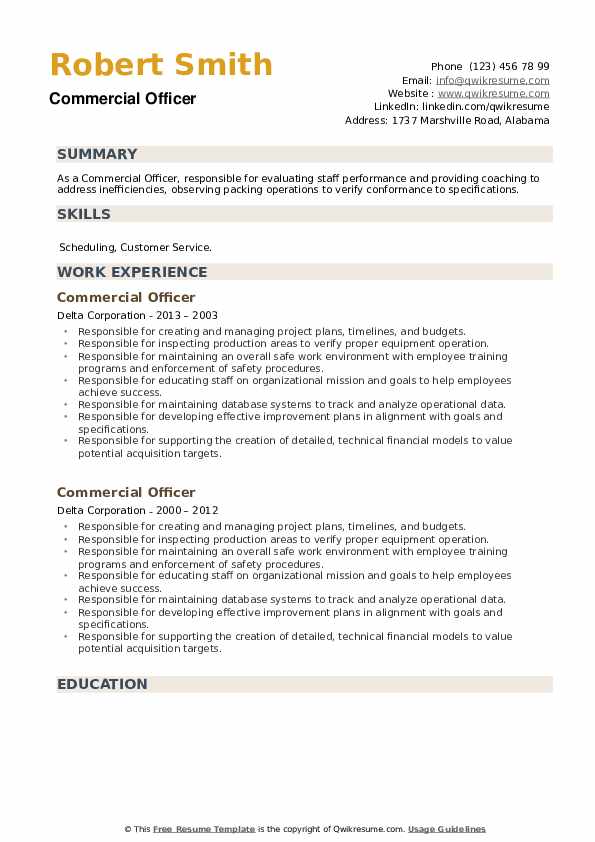 Robert Smith
Commercial Officer
Phone (123) 456 78 99
Email: info@qwikresume.com
Website : www.qwikresume.com
LinkedIn: linkedin.com/qwikresume
Address: 1737 Marshville Road, Alabama
SUMMARY
As a Commercial Officer, responsible for evaluating staff performance and providing coaching to
address inefficiencies, observing packing operations to verify conformance to specifications.
SKILLS
Scheduling, Customer Service.
WORK EXPERIENCE
Commercial Officer
Delta Corporation - 2013 – 2003
• Responsible for creating and managing project plans, timelines, and budgets.
• Responsible for inspecting production areas to verify proper equipment operation.
• Responsible for maintaining an overall safe work environment with employee training
programs and enforcement of safety procedures.
• Responsible for educating staff on organizational mission and goals to help employees
achieve success.
• Responsible for maintaining database systems to track and analyze operational data.
• Responsible for developing effective improvement plans in alignment with goals and
specifications.
• Responsible for supporting the creation of detailed, technical financial models to value
potential acquisition targets.
Commercial Officer
Delta Corporation - 2000 – 2012
• Responsible for creating and managing project plans, timelines, and budgets.
• Responsible for inspecting production areas to verify proper equipment operation.
• Responsible for maintaining an overall safe work environment with employee training
programs and enforcement of safety procedures.
• Responsible for educating staff on organizational mission and goals to help employees
achieve success.
• Responsible for maintaining database systems to track and analyze operational data.
• Responsible for developing effective improvement plans in alignment with goals and
specifications.
• Responsible for supporting the creation of detailed, technical financial models to value
potential acquisition targets.
EDUCATION
© This Free Resume Template is the copyright of Qwikresume.com. Usage Guidelines